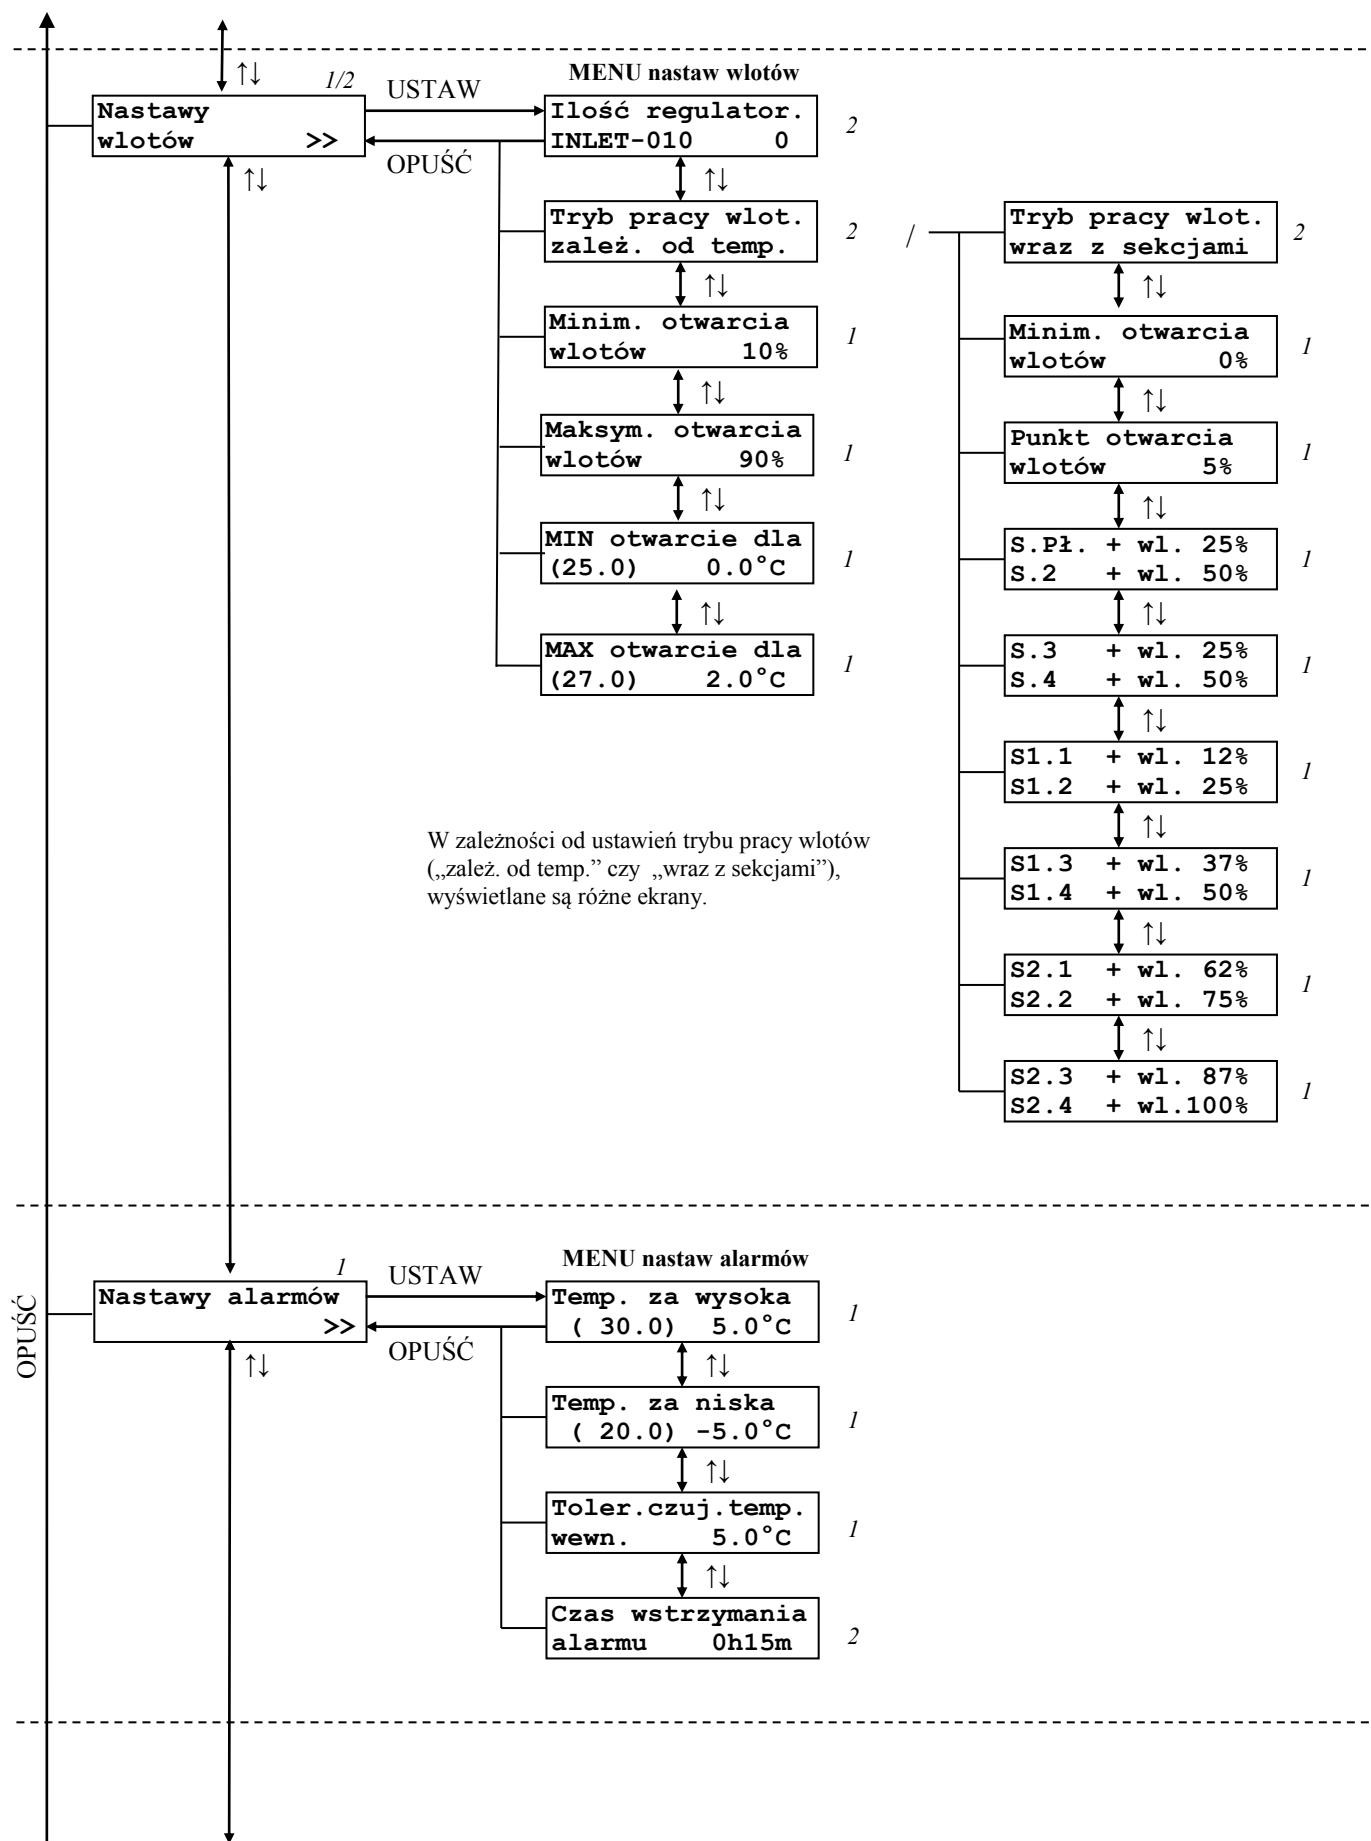 ↑↓
1/2
MENU nastaw wlotów
Nastawy
wlotów >>
USTAW
OPUŚĆ
↑↓
Ilość regulator.
INLET-010 0
2
↑↓
Tryb pracy wlot.
zależ. od temp.
2
↑↓
Minim. otwarcia
wlotów 10%
1
↑↓
Maksym. otwarcia
wlotów 90%
1
↑↓
MIN otwarcie dla
(25.0) 0.0°C
1
↑↓
MAX otwarcie dla
(27.0) 2.0°C
1
/
Tryb pracy wlot.
wraz z sekcjami
2
↑↓
Minim. otwarcia
wlotów 0%
1
↑↓
Punkt otwarcia
wlotów 5%
1
↑↓
S.Pł. + wl. 25%
S.2 + wl. 50%
1
↑↓
S.3 + wl. 25%
S.4 + wl. 50%
1
↑↓
S1.1 + wl. 12%
S1.2 + wl. 25%
1
↑↓
S1.3 + wl. 37%
S1.4 + wl. 50%
1
↑↓
S2.1 + wl. 62%
S2.2 + wl. 75%
1
↑↓
S2.3 + wl. 87%
S2.4 + wl.100%
1
W zależności od ustawień trybu pracy wlotów
(„zależ. od temp.” czy „wraz z sekcjami”),
wyświetlane są różne ekrany.
OPUŚĆ
1
MENU nastaw alarmów
Nastawy alarmów
>>
USTAW
OPUŚĆ
↑↓
Temp. za wysoka
( 30.0) 5.0°C
1
↑↓
Temp. za niska
( 20.0) -5.0°C
1
↑↓
Toler.czuj.temp.
wewn. 5.0°C
1
↑↓
Czas wstrzymania
alarmu 0h15m
2